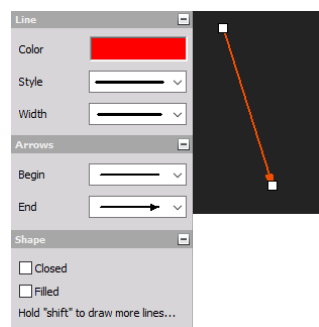 Line
Color
Style
Width
Arrows
Begin
End
Shape
Closed
Filled
Hold "shift" to draw more lines...